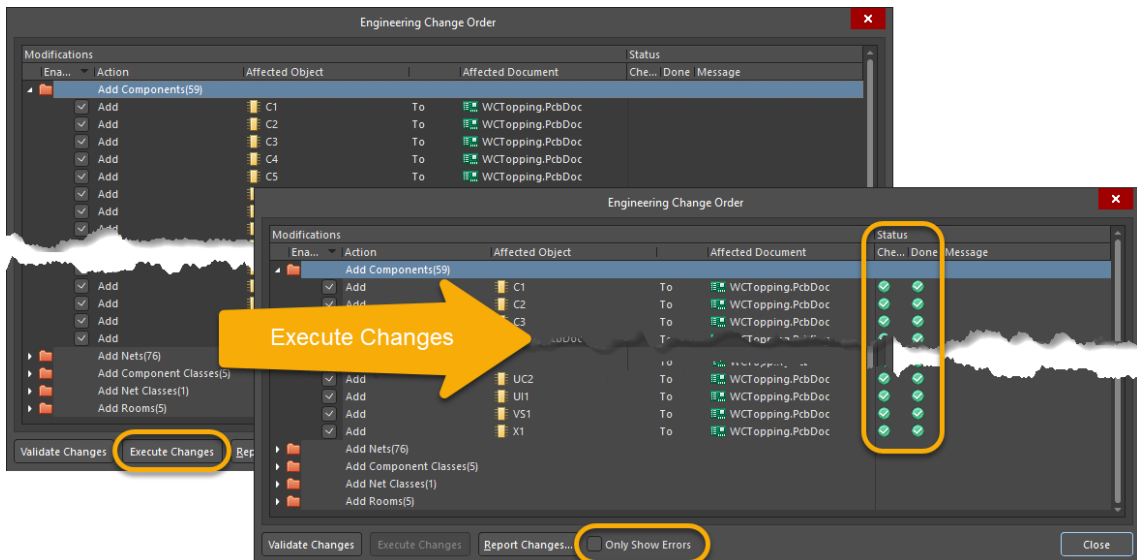 Engineering Change Order
Modifications Status
Ena... Action Affected Object Affected Document Che... Done Message
Add Components(59)
Add C1 To WCTopping.PcbDoc
Add C2 To WCTopping.PcbDoc
Add C3 To WCTopping.PcbDoc
Add C4 To WCTopping.PcbDoc
Add C5 To WCTopping.PcbDoc
Add
Add
Add
Add
Add
Add
Add
Add Nets(76)
Add Component Classes(5)
Add Net Classes(1)
Add Rooms(5)
Validate Changes Execute Changes
Execute Changes
Engineering Change Order
Modifications Status
Ena... Action Affected Object Affected Document Che... Done Message
Add Components(59)
Add C1 To WCTopping.PcbDoc
Add C2 To WCTopping.PcbDoc
C3 To WCTopping.PcbDoc
Add UC2 To WCTopping.PcbDoc
Add UI1 To WCTopping.PcbDoc
Add VS1 To WCTopping.PcbDoc
Add X1 To WCTopping.PcbDoc
Add Nets(76)
Add Component Classes(5)
Add Net Classes(1)
Add Rooms(5)
Validate Changes Execute Changes Report Changes... Only Show Errors Close